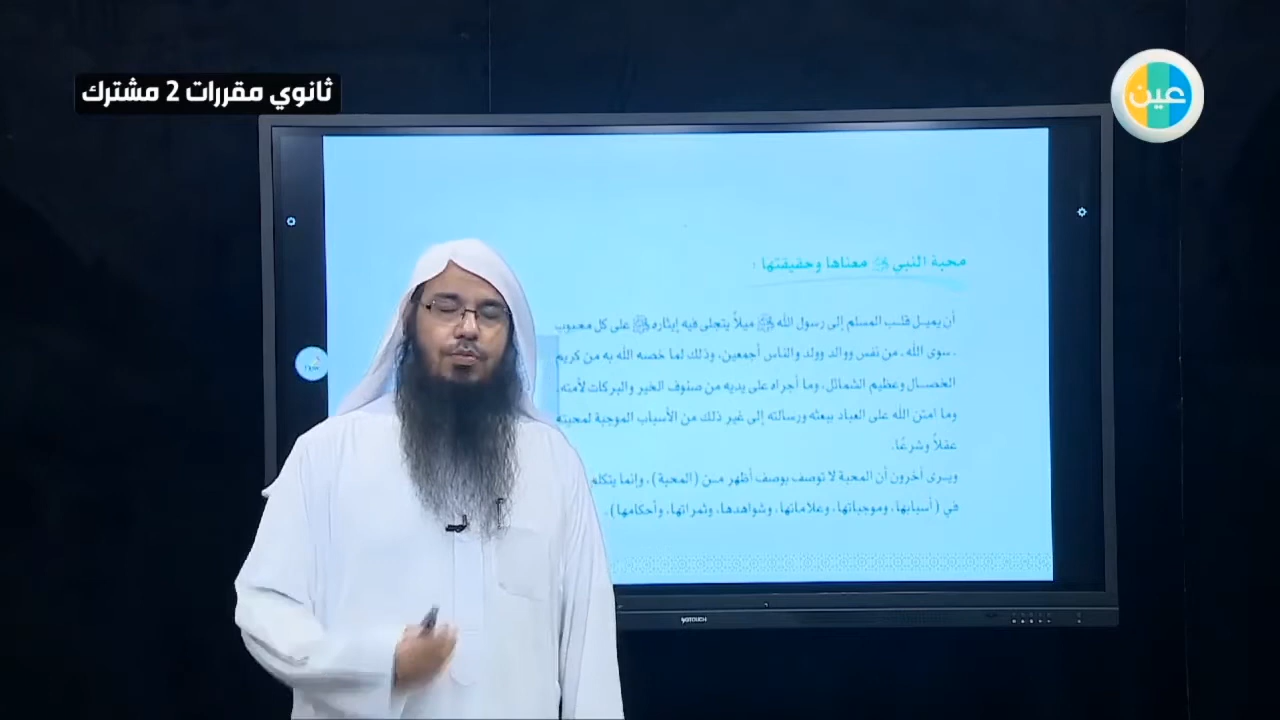 ثانوي مقررات 2 مشترك
عين
محبة النبي ﷺ معناها وحقيقتها :
أن يميل قلب المسلم إلى رسول الله ﷺ ميلاً يتجلى فيه إيثاره ﷺ على كل محبوب
سوى الله، من نفس ووالد وولد والناس أجمعين، وذلك لما خصه الله به من كريم
الخصال وعظيم الشمائل، وما أجراه على يديه من صنوف الخير والبركات لأمته،
وما امتن الله على العباد ببعثه ورسالته إلى غير ذلك من الأسباب الموجبة لمحبته
عقلاً وشرعًا.
ويرى آخرون أن المحبة لا توصف بوصف أظهر من (المحبة)، وإنما يتكلم
في (أسبابها، وموجباتها، وعلاماتها، وشواهدها، وثمراتها، وأحكامها).